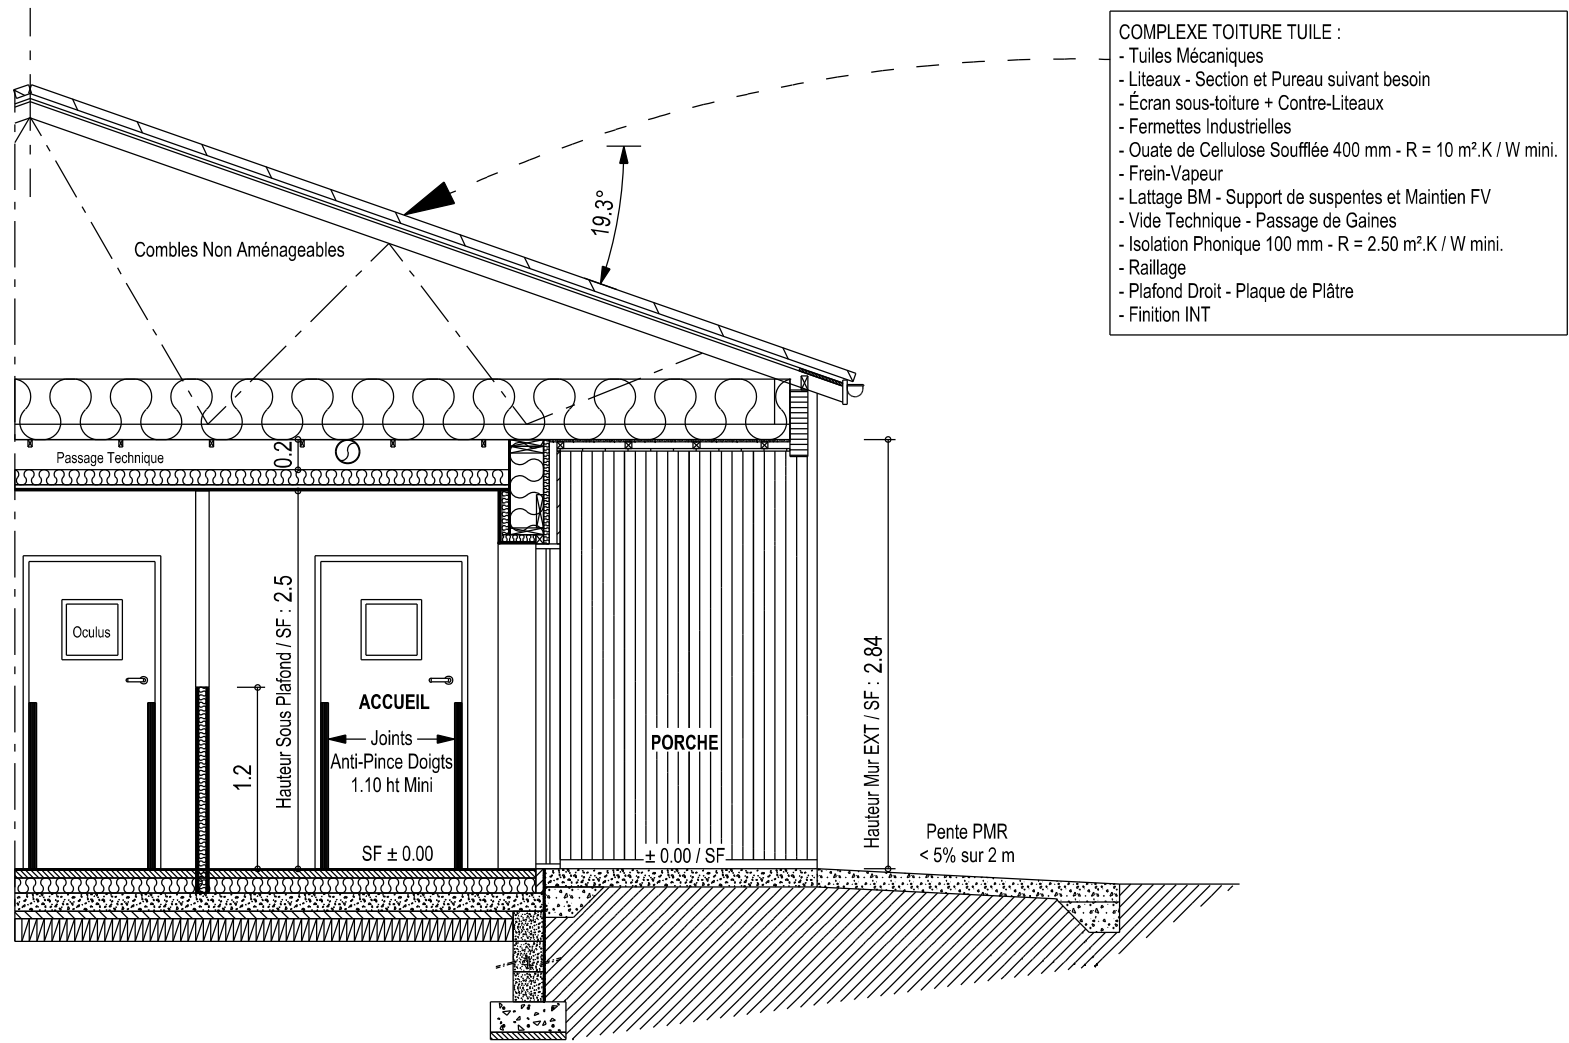 COMPLEXE TOITURE TUILE :
- Tuiles Mécaniques
- Liteaux - Section et Pureau suivant besoin
- Écran sous-toiture + Contre-Liteaux
- Fermettes Industrielles
- Ouate de Cellulose Soufflée 400 mm - R = 10 m².K / W mini.
- Frein-Vapeur
- Lattage BM - Support de suspentes et Maintien FV
- Vide Technique - Passage de Gaines
- Isolation Phonique 100 mm - R = 2.50 m².K / W mini.
- Raillage
- Plafond Droit - Plaque de Plâtre
- Finition INT
19.3°
Combles Non Aménageables
Passage Technique
0.2
Oculus
1.2
Hauteur Sous Plafond / SF : 2.5
ACCUEIL
Joints
Anti-Pince Doigts
1.10 ht Mini
SF ± 0.00
PORCHE
± 0.00 / SF
Hauteur Mur EXT / SF : 2.84
Pente PMR
< 5% sur 2 m